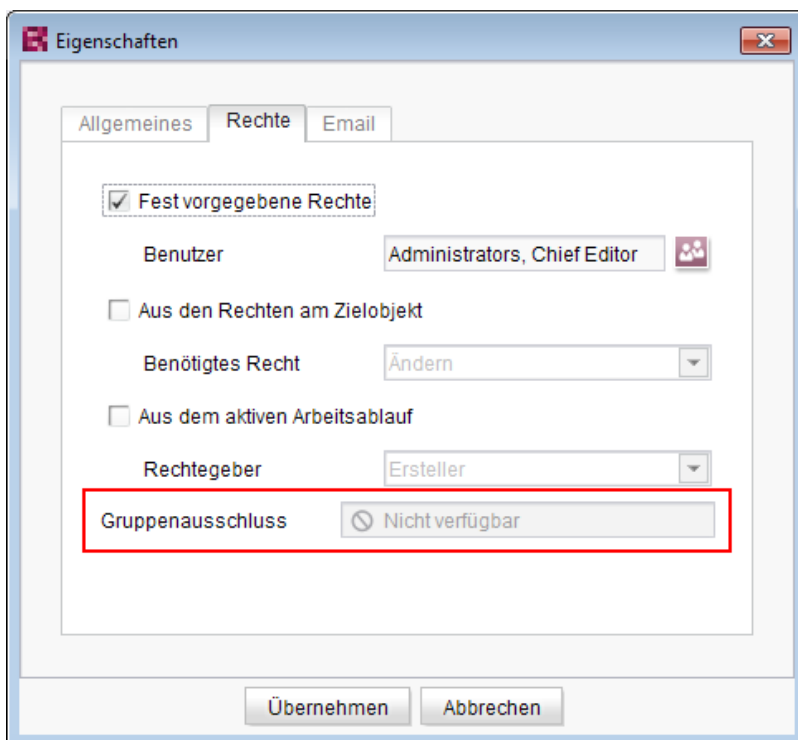 Eigenschaften
Allgemeines Rechte Email
Fest vorgegebene Rechte
Benutzer Administrators, Chief Editor
Aus den Rechten am Zielobjekt
Benötigtes Recht Ändern
Aus dem aktiven Arbeitsablauf
Rechtegeber Ersteller
Gruppenausschluss Nicht verfügbar
Übernehmen Abbrechen